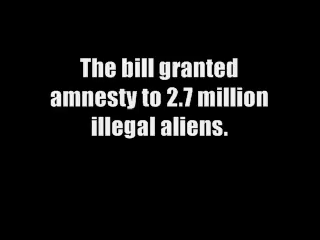 The bill granted
amnesty to 2.7 million
illegal aliens.